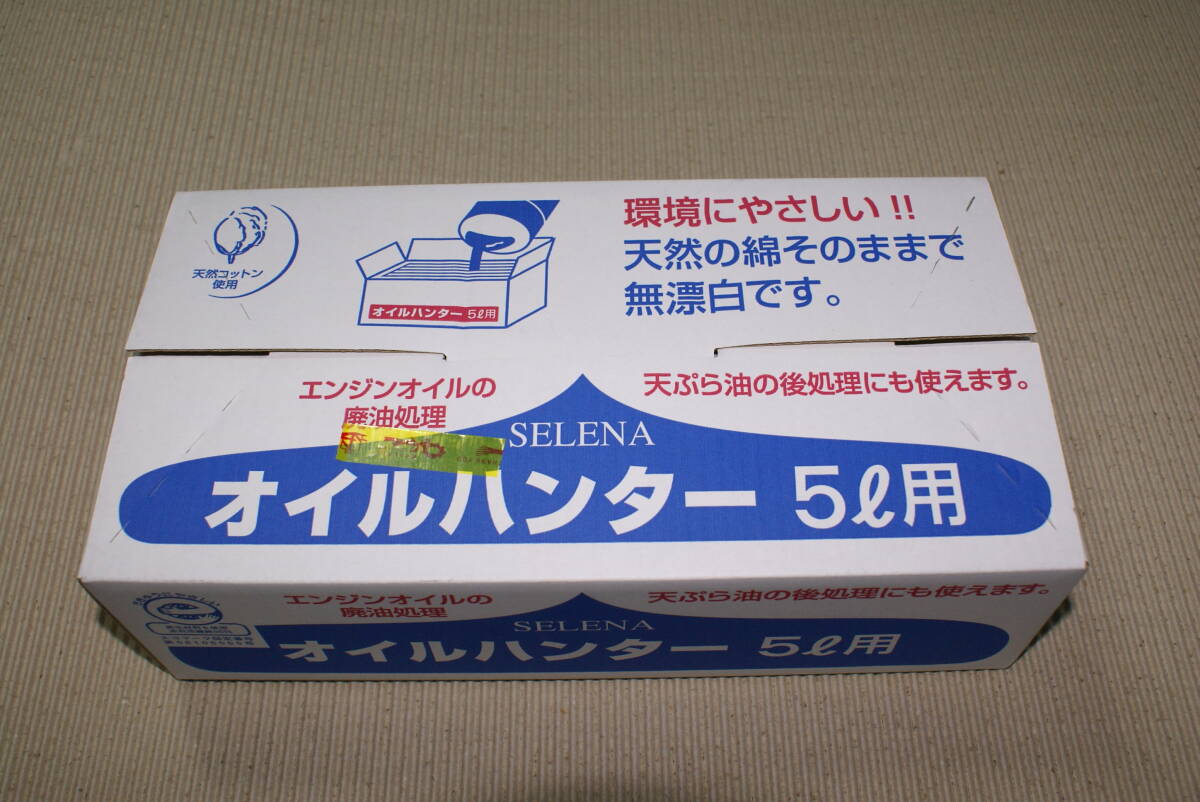 天然コットン
使用
オイルハンター 5ℓ用
環境にやさしい!!
天然の綿そのままで
無漂白です。
エンジンオイルの
廃油処理
天ぷら油の後処理にも使えます。
SELENA
オイルハンター 5ℓ用
エンジンオイルの
廃油処理
天ぷら油の後処理にも使えます。
SELENA
オイルハンター 5ℓ用